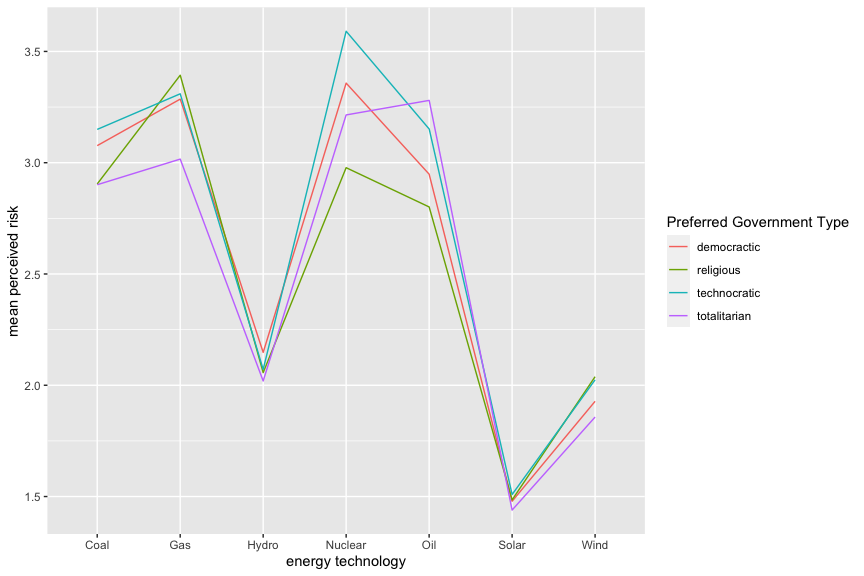 3.5
3.0
2.5
2.0
1.5
mean perceived risk
Coal Gas Hydro Nuclear Oil Solar Wind
energy technology
Preferred Government Type
democractic
religious
technocratic
totalitarian